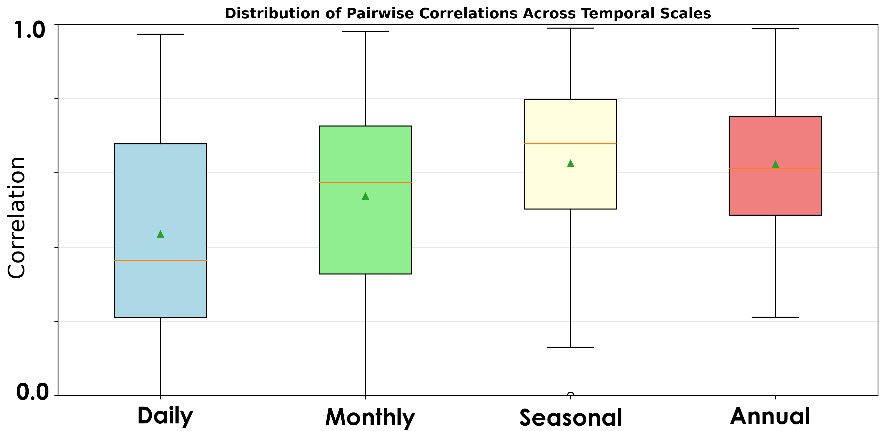 Distribution of Pairwise Correlations Across Temporal Scales
1.0
Correlation
0.0
Daily
Monthly
Seasonal
Annual